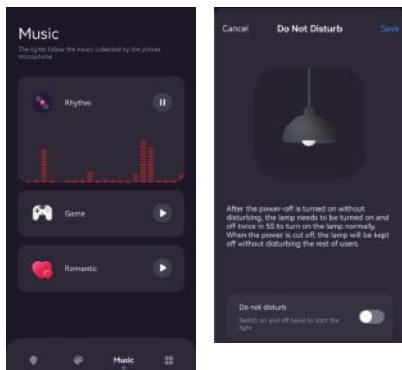 Music
The lights follow the music collected by the phone
microphone
Rhythm
Game
Romantic
Music
Cancel
Do Not Disturb
Save
After the power-off is turned on without
disturbing, the lamp needs to be turned on and
off twice in 5S to turn on the lamp normally.
When the power is cut off, the lamp will be kept
off without disturbing the rest of users.
Do not disturb
Switch on and off twice to start the
light